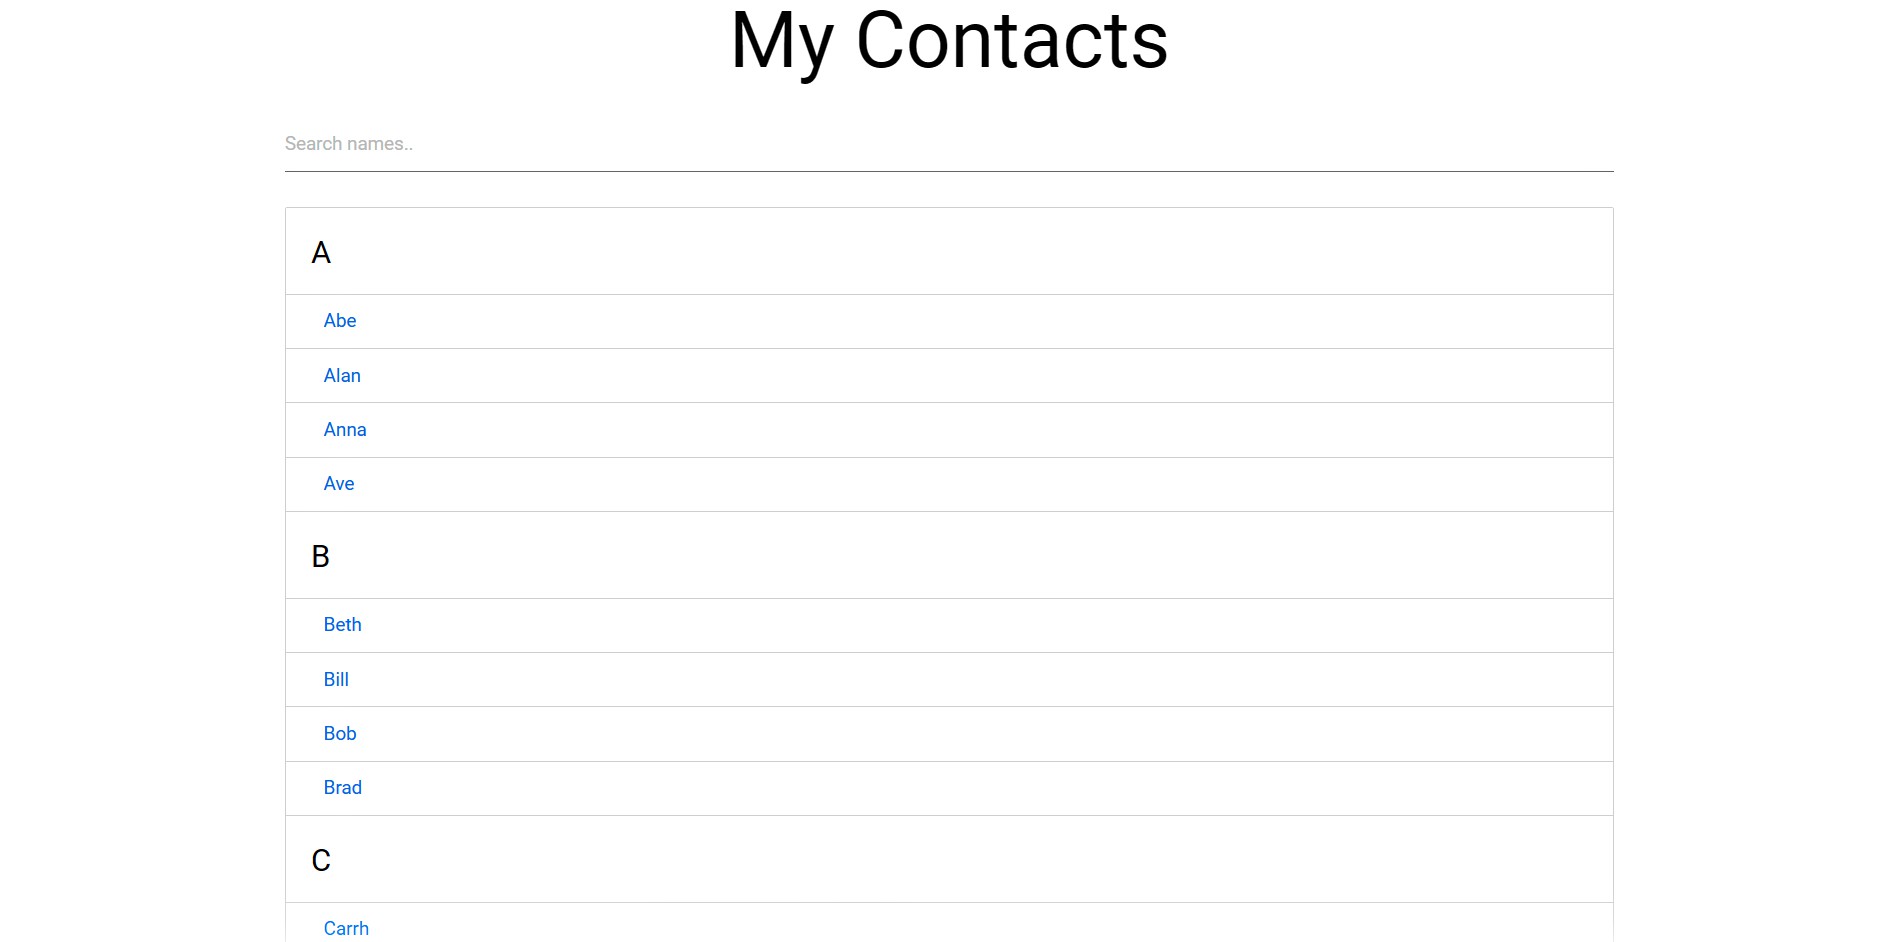 My Contacts
Search names..
A
Abe
Alan
Anna
Ave
B
Beth
Bill
Bob
Brad
C
Carrh